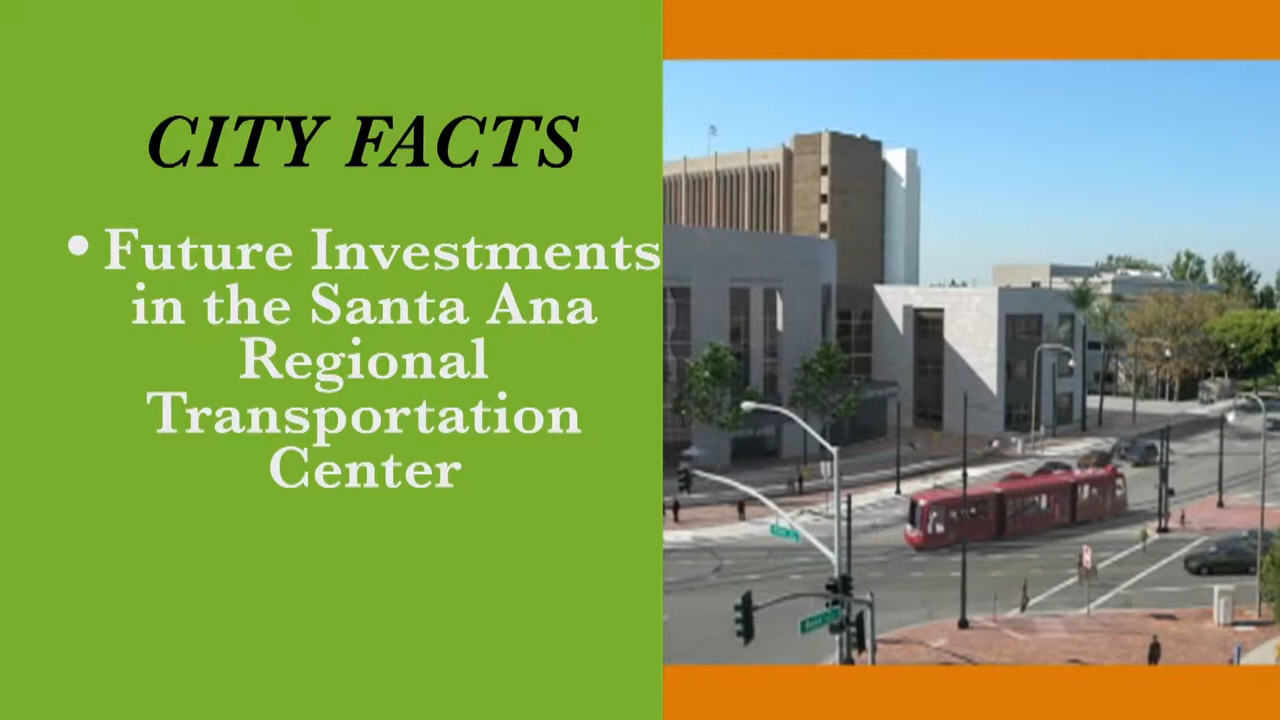 CITY FACTS
• Future Investments
in the Santa Ana
Regional
Transportation
Center